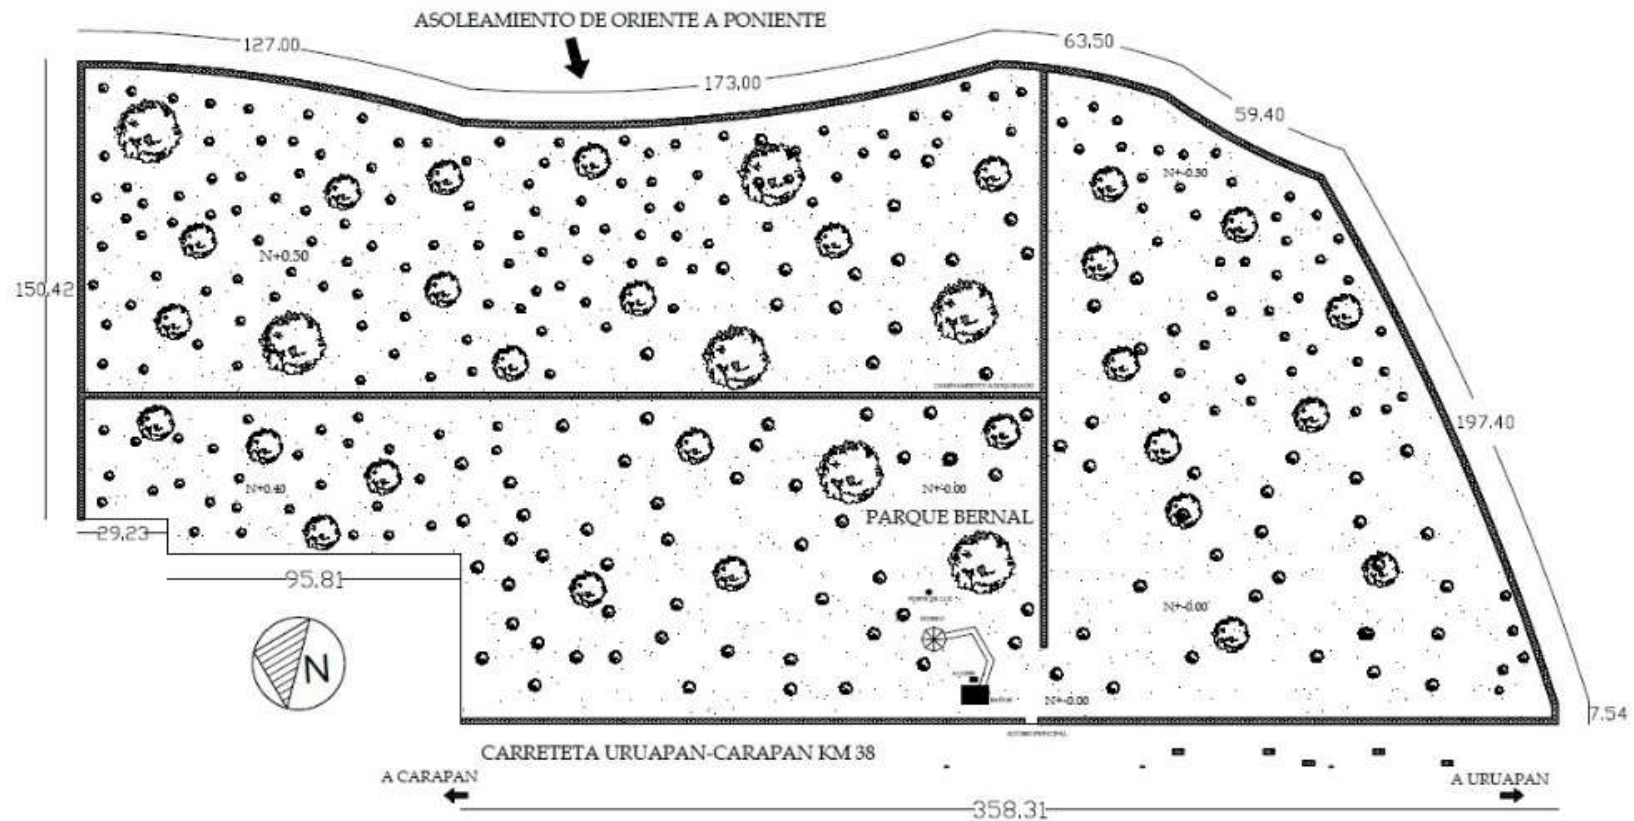 ASOLEAMIENTO DE ORIENTE A PONIENTE
127.00
63.50
173.00
59.40
N+-0.30
N+0.50
150.42
197.40
N+0.40
N+-0.00
PARQUE BERNAL
29.23
95.81
N+-0.00
N
N+-0.00
7.54
CARRETETA URUAPAN-CARAPAN KM 38
A CARAPAN
A URUAPAN
358.31